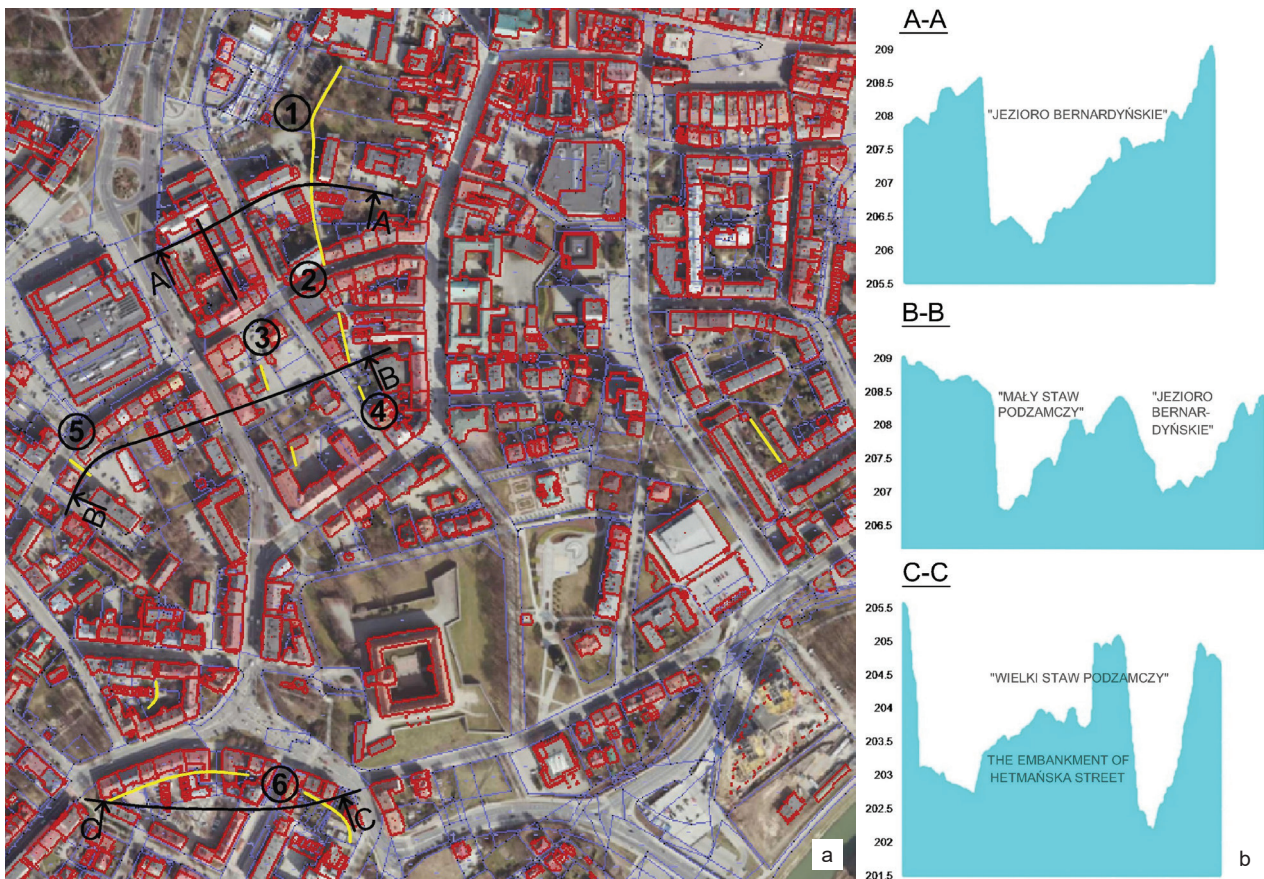 1
A
A
2
3
B
4
5
B
6
C
C
a
A-A
209
208.5
208
207.5
207
206.5
206
205.5
"JEZIORO BERNARDYŃSKIE"
B-B
209
208.5
208
207.5
207
206.5
"MAŁY STAW
PODZAMCZY"
"JEZIORO
BERNAR-
DYŃSKIE"
C-C
205.5
205
204.5
204
203.5
203
202.5
202
201.5
"WIELKI STAW PODZAMCZY"
THE EMBANKMENT OF
HETMAŃSKA STREET
b